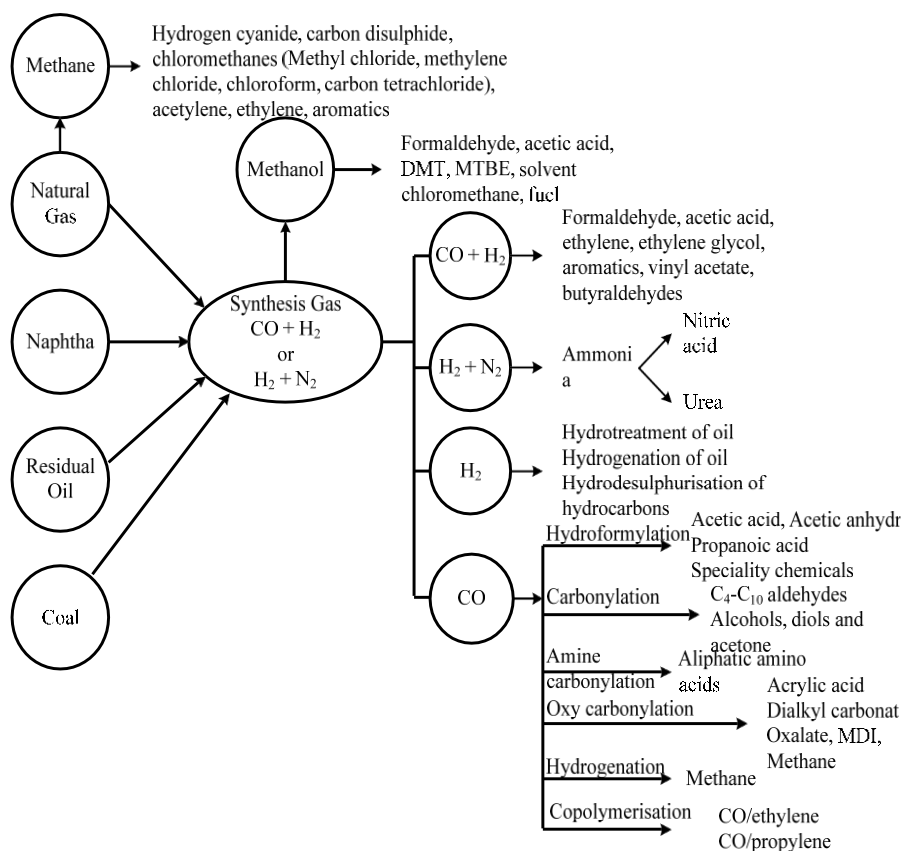 Methane
Hydrogen cyanide, carbon disulphide,
chloromethanes (Methyl chloride, methylene
chloride, chloroform, carbon tetrachloride),
acetylene, ethylene, aromatics
Natural
Gas
Methanol
Formaldehyde, acetic acid,
DMT, MTBE, solvent
chloromethane, fucl
Naphtha
Synthesis Gas
CO + H₂
or
H₂ + N₂
CO + H₂
Formaldehyde, acetic acid,
ethylene, ethylene glycol,
aromatics, vinyl acetate,
butyraldehydes
H₂ + N₂
Ammoni
a
Nitric
acid
Urea
Residual
Oil
H₂
Hydrotreatment of oil
Hydrogenation of oil
Hydrodesulphurisation of
hydrocarbons
Coal
CO
Hydroformylation
Acetic acid, Acetic anhydr
Propanoic acid
Speciality chemicals
Carbonylation
C₄-C₁₀ aldehydes
Alcohols, diols and
acetone
Amine
carbonylation
Aliphatic amino
acids
Oxy carbonylation
Acrylic acid
Dialkyl carbonat
Oxalate, MDI,
Methane
Hydrogenation
Methane
Copolymerisation
CO/ethylene
CO/propylene